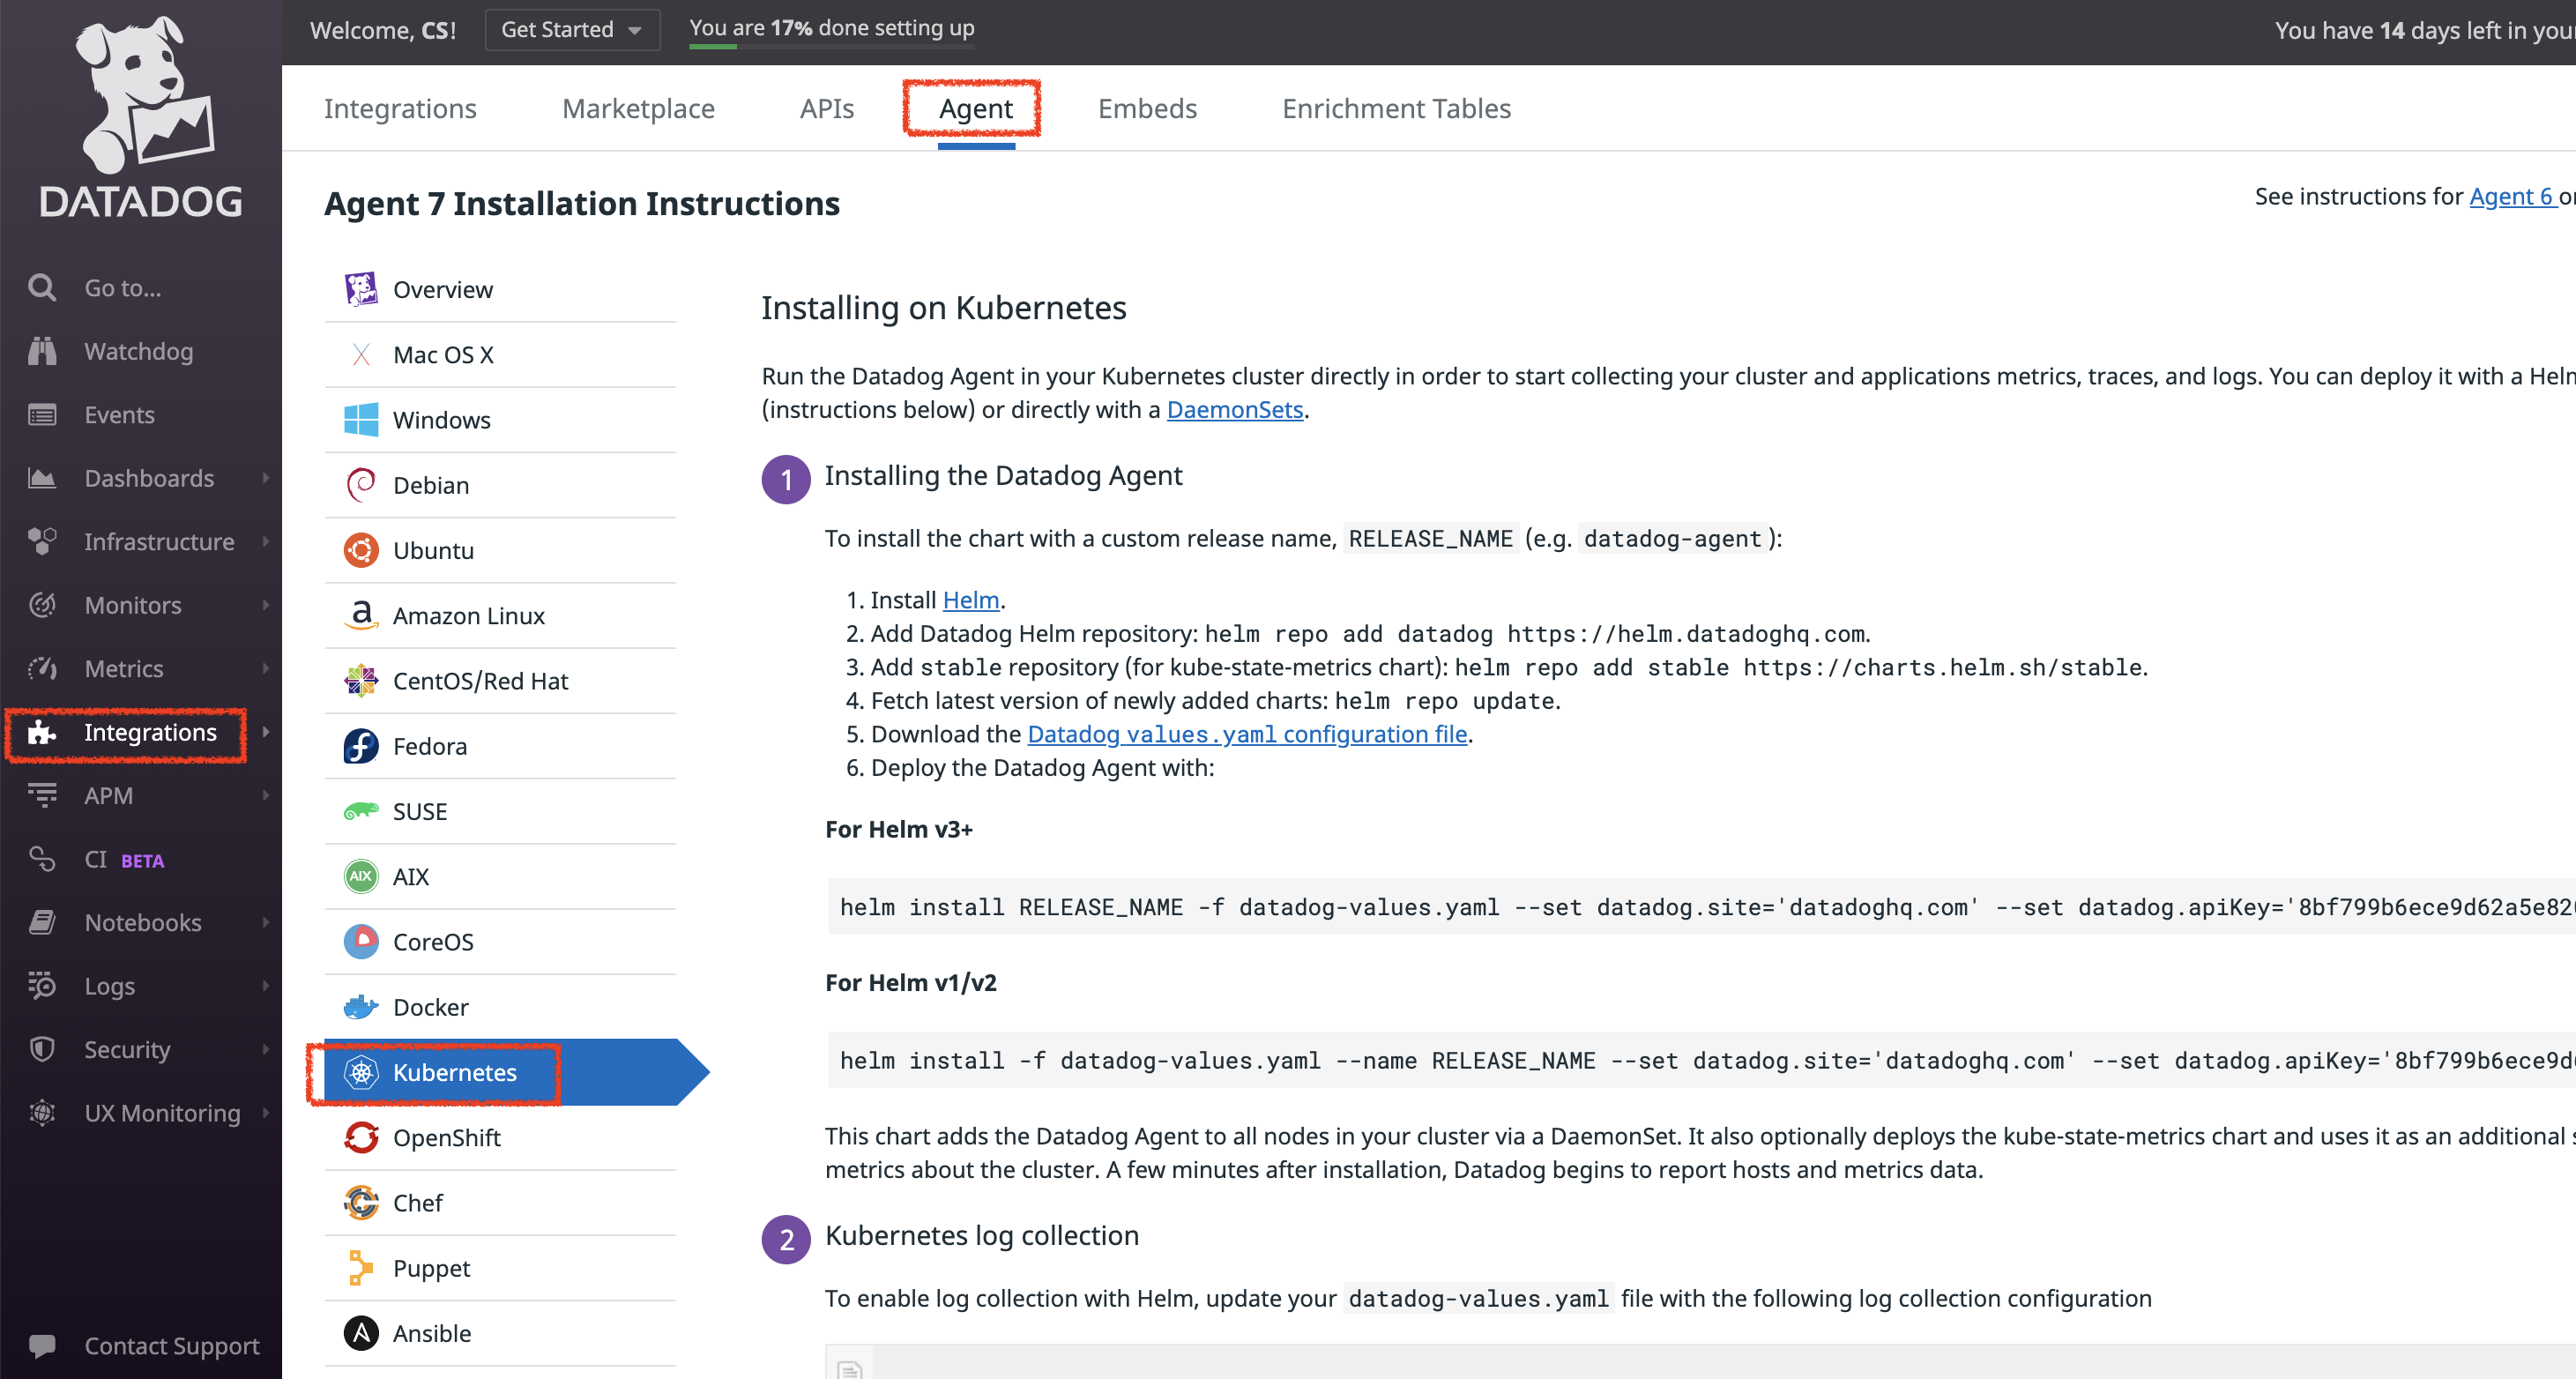 DATADOG
Go to...
Watchdog
Events
Dashboards
Infrastructure
Monitors
Metrics
Integrations
APM
CI BETA
Notebooks
Logs
Security
UX Monitoring
Contact Support
Welcome, CS!
Get Started
You are 17% done setting up
You have 14 days left in
Integrations
Marketplace
APIs
Agent
Embeds
Enrichment Tables
Agent 7 Installation Instructions
See instructions for Agent 6
Overview
Mac OS X
Windows
Debian
Ubuntu
Amazon Linux
CentOS/Red Hat
Fedora
SUSE
AIX
AIX
CoreOS
Docker
Kubernetes
OpenShift
Chef
Puppet
Ansible
Installing on Kubernetes
Run the Datadog Agent in your Kubernetes cluster directly in order to start collecting your cluster and applications metrics, traces, and logs. You can deploy it with a
(instructions below) or directly with a DaemonSets.
1 Installing the Datadog Agent
To install the chart with a custom release name, RELEASE_NAME (e.g. datadog-agent):
1. Install Helm.
2. Add Datadog Helm repository: helm repo add datadog https://helm.datadoghq.com.
3. Add stable repository (for kube-state-metrics chart): helm repo add stable https://charts.helm.sh/stable.
4. Fetch latest version of newly added charts: helm repo update.
5. Download the Datadog values.yaml configuration file.
6. Deploy the Datadog Agent with:
For Helm v3+
helm install RELEASE_NAME -f datadog-values.yaml --set datadog.site='datadoghq.com' --set datadog.apiKey='8bf799b6ece9d62a5e82
For Helm v1/v2
helm install -f datadog-values.yaml --name RELEASE_NAME --set datadog.site='datadoghq.com' --set datadog.apiKey='8bf799b6ece9d
This chart adds the Datadog Agent to all nodes in your cluster via a DaemonSet. It also optionally deploys the kube-state-metrics chart and uses it as an additional
metrics about the cluster. A few minutes after installation, Datadog begins to report hosts and metrics data.
2 Kubernetes log collection
To enable log collection with Helm, update your datadog-values.yaml file with the following log collection configuration